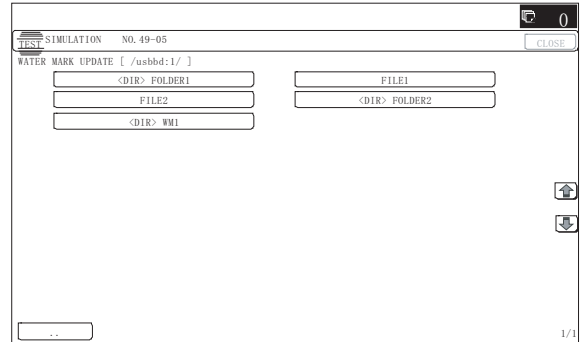 0
TEST SIMULATION NO. 49-05 CLOSE
WATER MARK UPDATE [ /usbbd:1/ ]
<DIR> FOLDER1 FILE1
FILE2 <DIR> FOLDER2
<DIR> WM1
.. 1/1